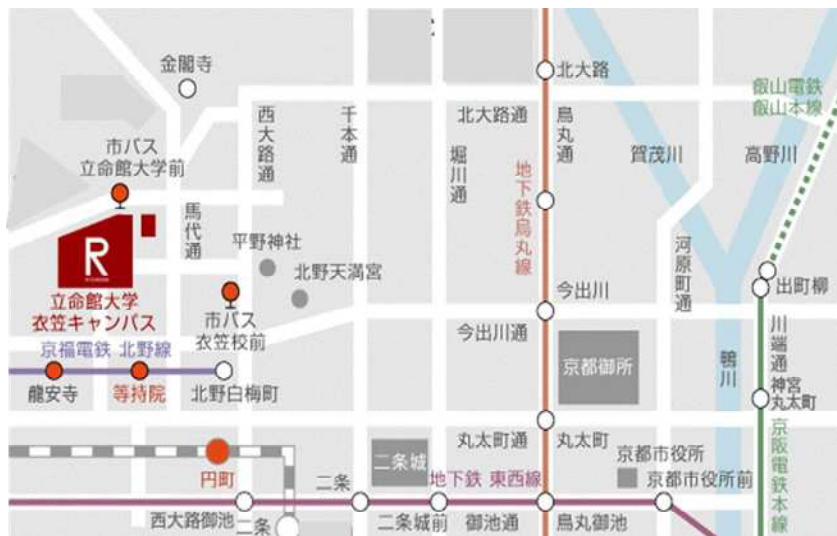 金閣寺
北大路
叡山電鉄
叡山本線
西大路通
千本通
北大路通
烏丸通
市バス
立命館大学前
堀川通
地下鉄烏丸線
賀茂川
高野川
馬代通
平野神社
北野天満宮
河原町通
R
立命館大学
衣笠キャンパス
市バス
衣笠校前
今出川
出町柳
今出川通
京福電鉄 北野線
京都御所
鴨川
川端通
龍安寺
等持院
北野白梅町
神宮
丸太町
丸太町通
丸太町
京都市役所
円町
二条城
地下鉄 東西線
京都市役所前
京阪電鉄本線
二条
西大路御池
二条
二条城前
御池通
烏丸御池